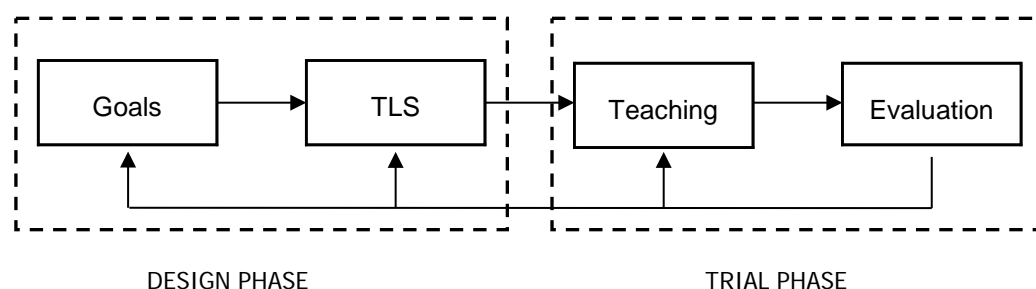 Goals
TLS
Teaching
Evaluation
DESIGN PHASE
TRIAL PHASE